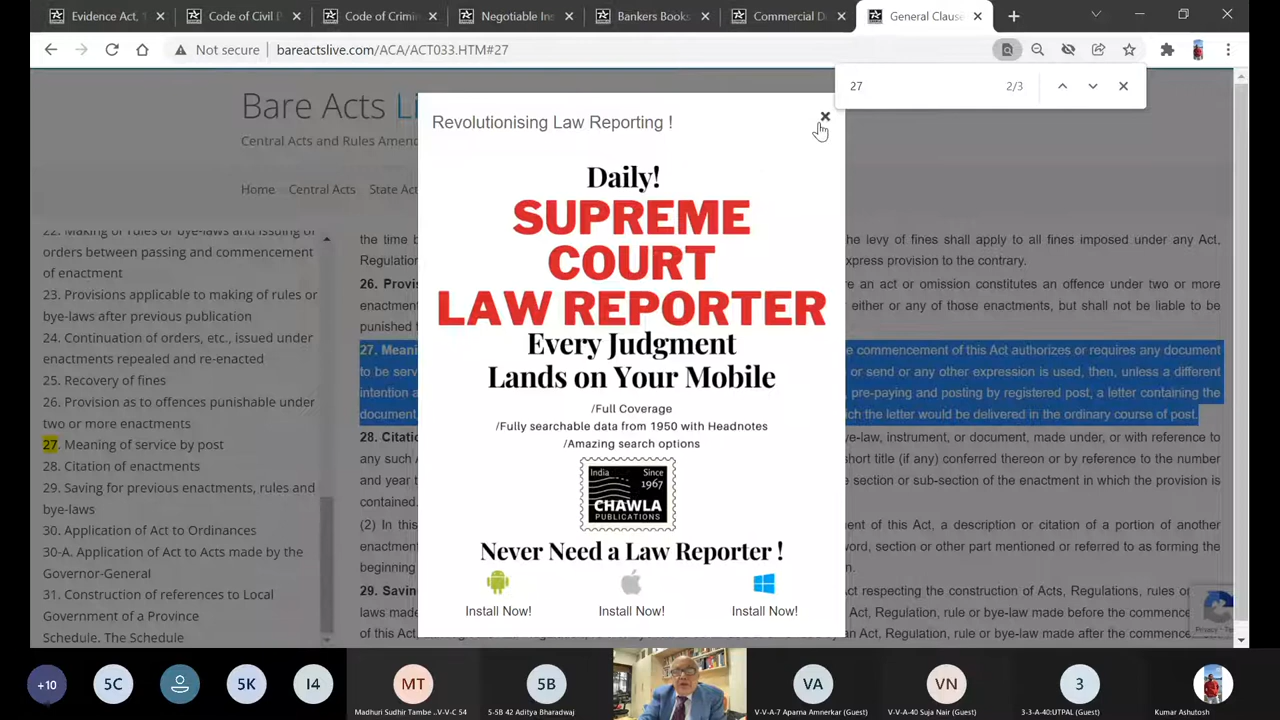 Evidence Act,
Code of Civil P
Code of Crimin
Negotiable Ins
Bankers Books
Commercial D
General Clause
Not secure
bareactslive.com/ACA/ACT033.HTM#27
27
2/3
Bare Acts Li
Central Acts and Rules Amend
Home
Central Acts
State Act
22. Making of rules or bye-laws and issuing of
orders between passing and commencement
of enactment
23. Provisions applicable to making of rules or
bye-laws after previous publication
24. Continuation of orders, etc., issued under
enactments repealed and re-enacted
25. Recovery of fines
26. Provision as to offences punishable under
two or more enactments
27. Meaning of service by post
28. Citation of enactments
29. Saving for previous enactments, rules and
bye-laws
30. Application of Act to Ordinances
30-A. Application of Act to Acts made by the
Governor-General
31. Construction of references to Local
Government of a Province
Schedule. The Schedule
Revolutionising Law Reporting !
Daily!
SUPREME
COURT
LAW REPORTER
Every Judgment
Lands on Your Mobile
/Full Coverage
/Fully searchable data from 1950 with Headnotes
/Amazing search options
India Since
1967
CHAWLA
PUBLICATIONS
Never Need a Law Reporter !
Install Now!
Install Now!
Install Now!
the time b the levy of fines shall apply to all fines imposed under any Act,
Regulation express provision to the contrary.
26. Provis re an act or omission constitutes an offence under two or more
enactmen either or any of those enactments, but shall not be liable to be
punished t
27. Meani e commencement of this Act authorizes or requires any document
to be serv or send or any other expression is used, then, unless a different
intention a , pre-paying and posting by registered post, a letter containing the
document, ich the letter would be delivered in the ordinary course of post.
28. Citatio ye-law, instrument, or document, made under, or with reference to
any such short title (if any) conferred thereon or by reference to the number
and year t section or sub-section of the enactment in which the provision is
contained.
(2) In this ment of this Act, a description or citation of a portion of another
enactmen word, section or other part mentioned or referred to as forming the
beginning n.
29. Savin ct respecting the construction of Acts, Regulations, rules or
laws made Act, Regulation, rule or bye-law made before the commence
of this Act an Act, Regulation, rule or bye-law made after the commence
Privacy - Te
+10
5C
5K
I4
MT
Madhuri Sudhir Tambe ..V-V-C 54
5B
5-5B 42 Aditya Bharadwaj
VA
V-V-A-7 Aparna Amnerkar (Guest)
VN
V-V-A-40 Suja Nair (Guest)
3
3-3-A-40:UTPAL (Guest)
Kumar Ashutosh